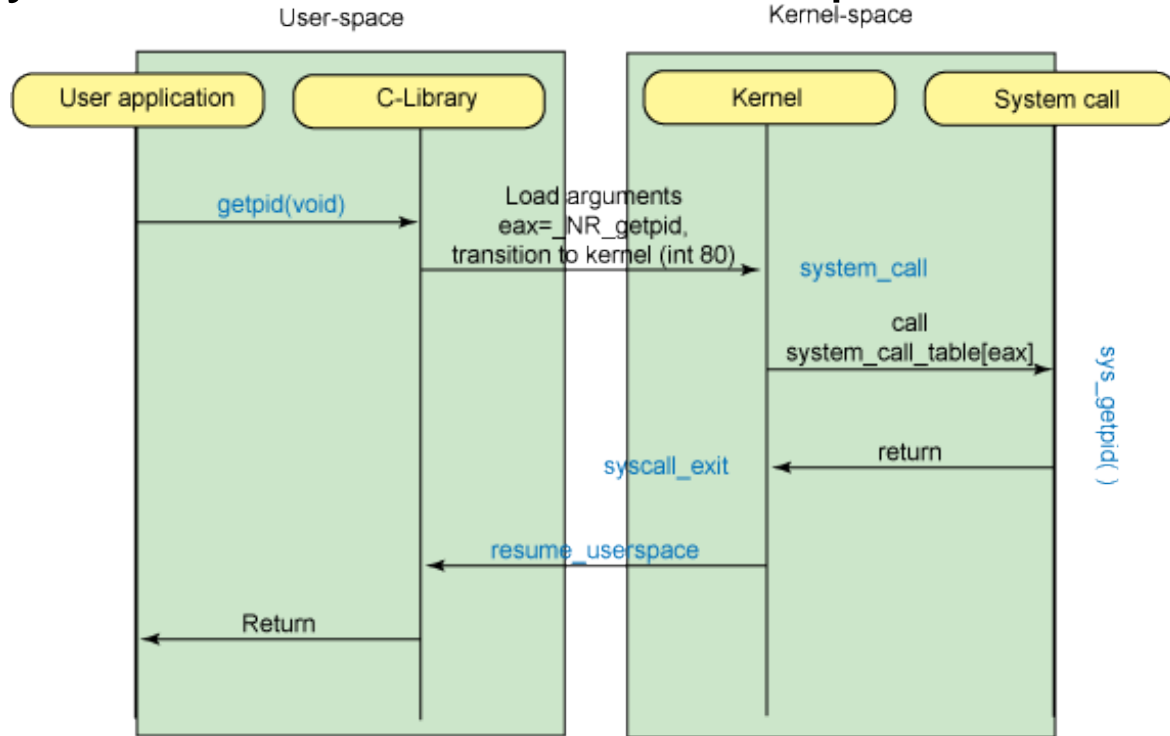 User-space
Kernel-space
User application
C-Library
Kernel
System call
getpid(void)
Load arguments
eax=_NR_getpid,
transition to kernel (int 80)
system_call
call
system_call_table[eax]
sys_getpid( )
return
syscall_exit
resume_userspace
Return